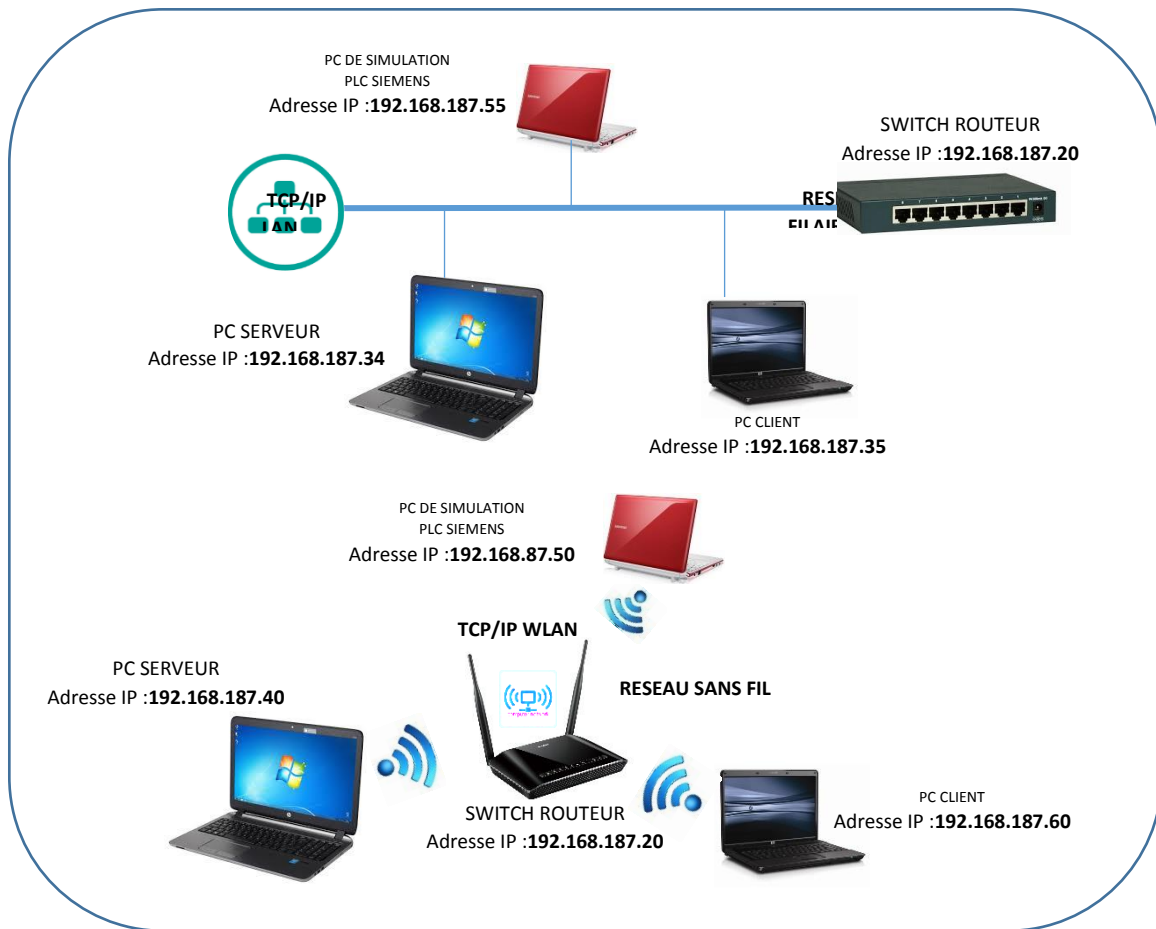 PC DE SIMULATION
PLC SIEMENS
Adresse IP :192.168.187.55
SWITCH ROUTEUR
Adresse IP :192.168.187.20
TCP/IP
LAN
PC SERVEUR
Adresse IP :192.168.187.34
PC CLIENT
Adresse IP :192.168.187.35
PC DE SIMULATION
PLC SIEMENS
Adresse IP :192.168.87.50
TCP/IP WLAN
RESEAU SANS FIL
PC SERVEUR
Adresse IP :192.168.187.40
SWITCH ROUTEUR
Adresse IP :192.168.187.20
PC CLIENT
Adresse IP :192.168.187.60